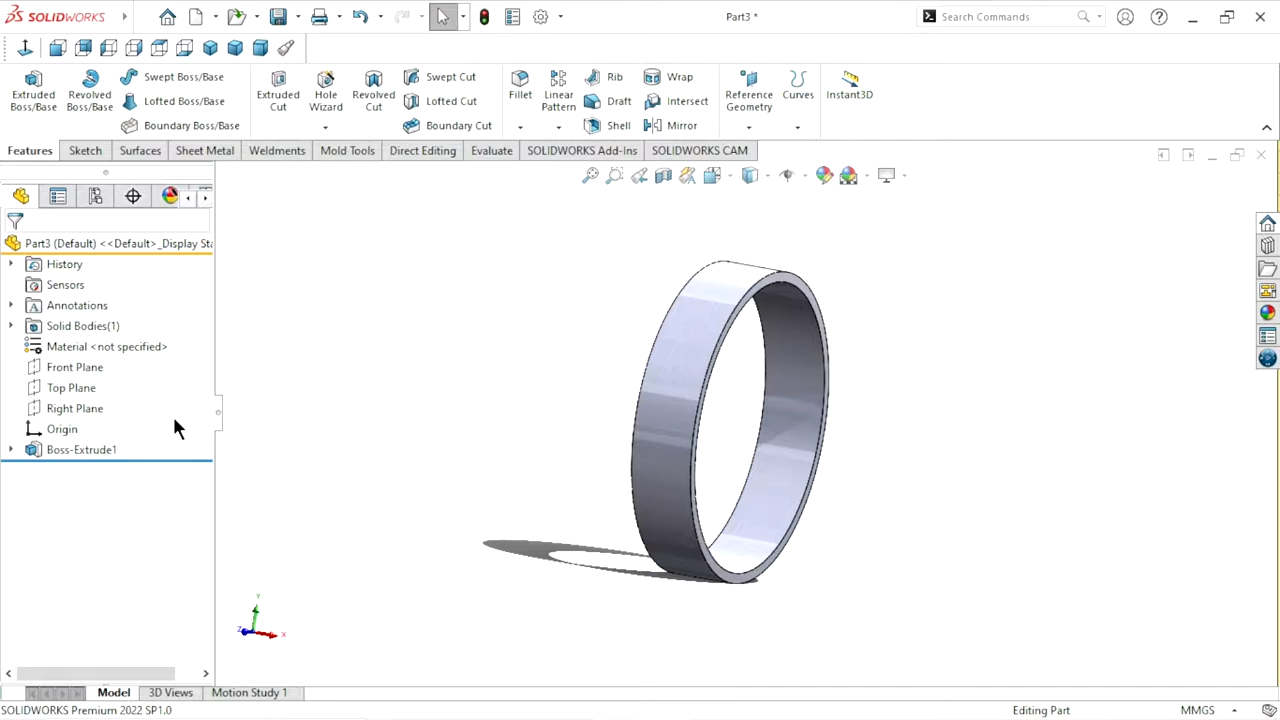 SOLIDWORKS
Part3 *
Search Commands
Extruded Boss/Base
Revolved Boss/Base
Swept Boss/Base
Lofted Boss/Base
Boundary Boss/Base
Extruded Cut
Hole Wizard
Revolved Cut
Swept Cut
Lofted Cut
Boundary Cut
Fillet
Linear Pattern
Rib
Draft
Shell
Wrap
Intersect
Mirror
Reference Geometry
Curves
Instant3D
Features
Sketch
Surfaces
Sheet Metal
Weldments
Mold Tools
Direct Editing
Evaluate
SOLIDWORKS Add-Ins
SOLIDWORKS CAM
Part3 (Default) <<Default>_Display Sta
History
Sensors
Annotations
Solid Bodies(1)
Material <not specified>
Front Plane
Top Plane
Right Plane
Origin
Boss-Extrude1
Y
Z
X
Model
3D Views
Motion Study 1
SOLIDWORKS Premium 2022 SP1.0
Editing Part
MMGS